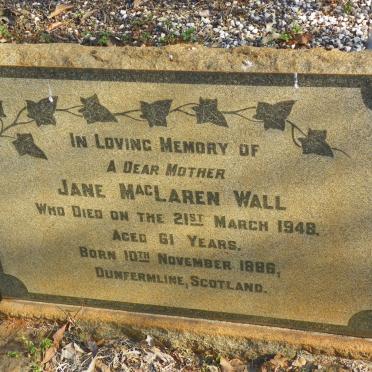 In Loving Memory of
A Dear Mother
Jane MacLaren Wall
Who Died on the 21st March 1948.
Aged 61 Years.
Born 10th November 1886,
Dunfermline, Scotland.